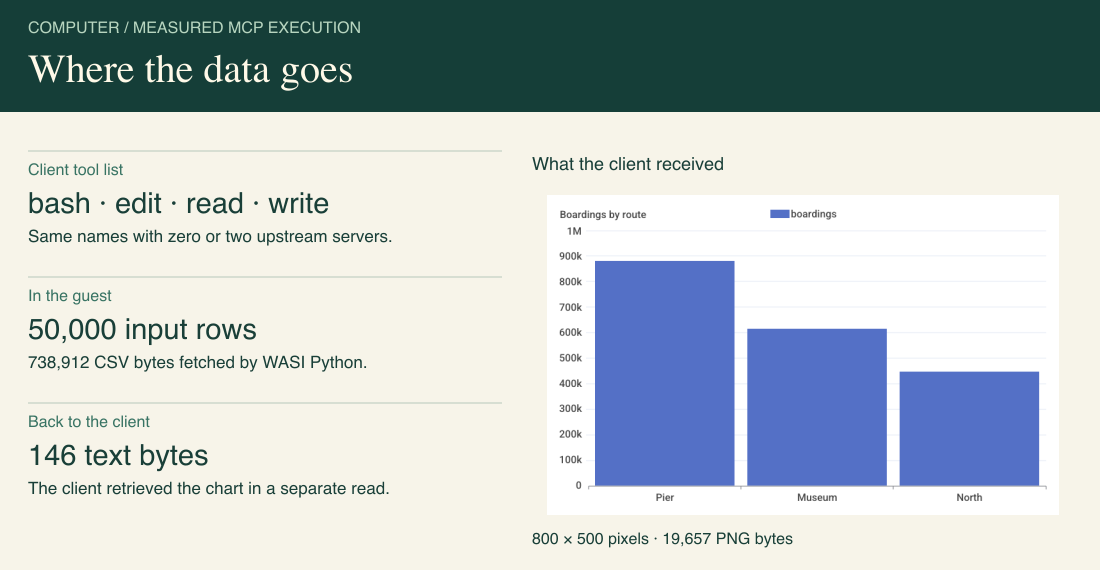 COMPUTER / MEASURED MCP EXECUTION
Where the data goes
Client tool list
bash · edit · read · write
Same names with zero or two upstream servers.
In the guest
50,000 input rows
738,912 CSV bytes fetched by WASI Python.
Back to the client
146 text bytes
The client retrieved the chart in a separate read.
What the client received
Boardings by route
boardings
1M
900k
800k
700k
600k
500k
400k
300k
200k
100k
0
Pier
Museum
North
800 × 500 pixels · 19,657 PNG bytes